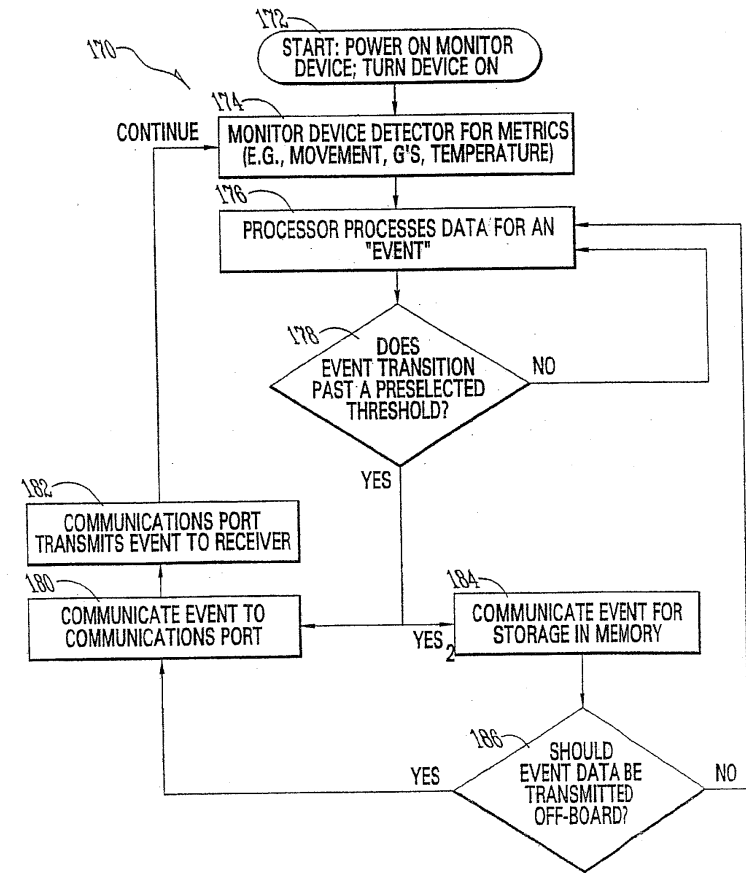 172
START: POWER ON MONITOR
DEVICE; TURN DEVICE ON
170
174
CONTINUE
MONITOR DEVICE DETECTOR FOR METRICS
(E.G., MOVEMENT, G'S, TEMPERATURE)
176
PROCESSOR PROCESSES DATA FOR AN
"EVENT"
178
DOES
EVENT TRANSITION
PAST A PRESELECTED
THRESHOLD?
NO
YES
182
COMMUNICATIONS PORT
TRANSMITS EVENT TO RECEIVER
180
COMMUNICATE EVENT TO
COMMUNICATIONS PORT
184
COMMUNICATE EVENT FOR
STORAGE IN MEMORY
YES2
186
SHOULD
EVENT DATA BE
TRANSMITTED
OFF-BOARD?
YES
NO